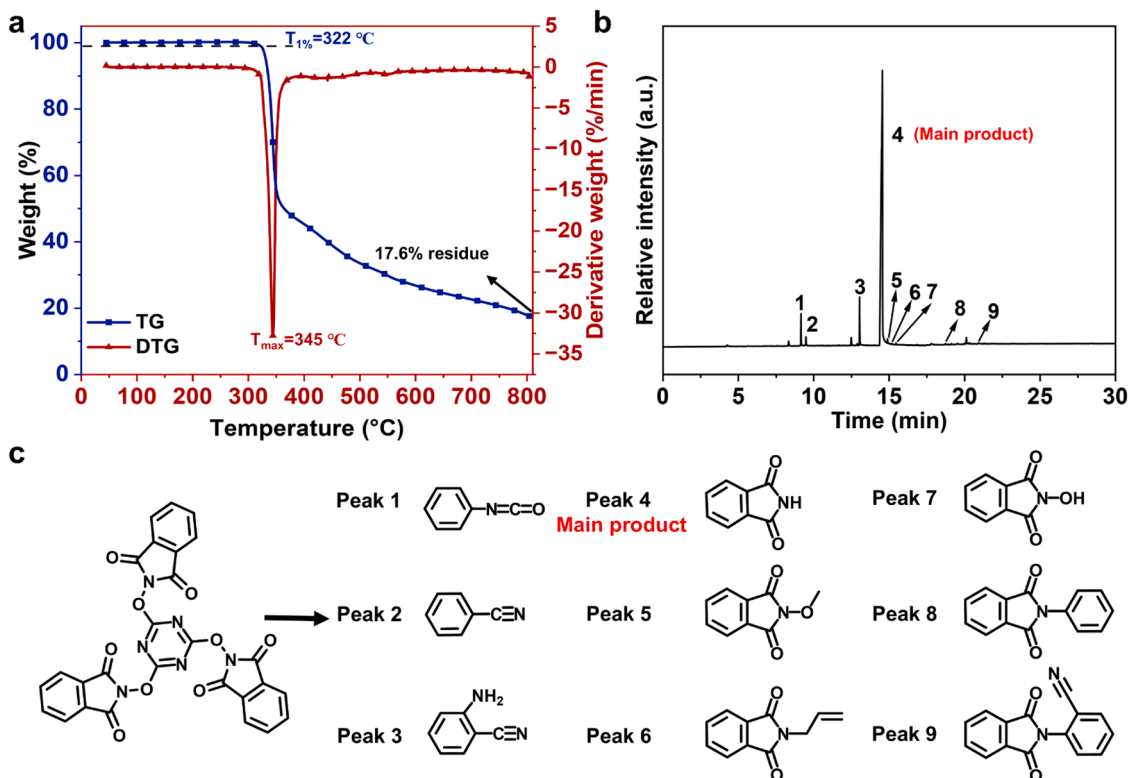 a
T1%=322 ℃
17.6% residue
TG
DTG
Tmax=345 ℃
100
80
60
40
20
0
Weight (%)
5
0
−5
−10
−15
−20
−25
−30
−35
Derivative weight (%/min)
0 100 200 300 400 500 600 700 800
Temperature (°C)
b
Relative intensity (a.u.)
4 (Main product)
1
2
3
5
6
7
8
9
0 5 10 15 20 25 30
Time (min)
c
O
O
N
O
N
N
N
O
O
O
N
O
O
N
O
O
Peak 1
N=C=O
Peak 2
C≡N
Peak 3
NH2
C≡N
Peak 4
Main product
O
NH
O
Peak 5
O
N-O
O
Peak 6
O
N
O
Peak 7
O
N-OH
O
Peak 8
O
N
O
Peak 9
O
N
N
O